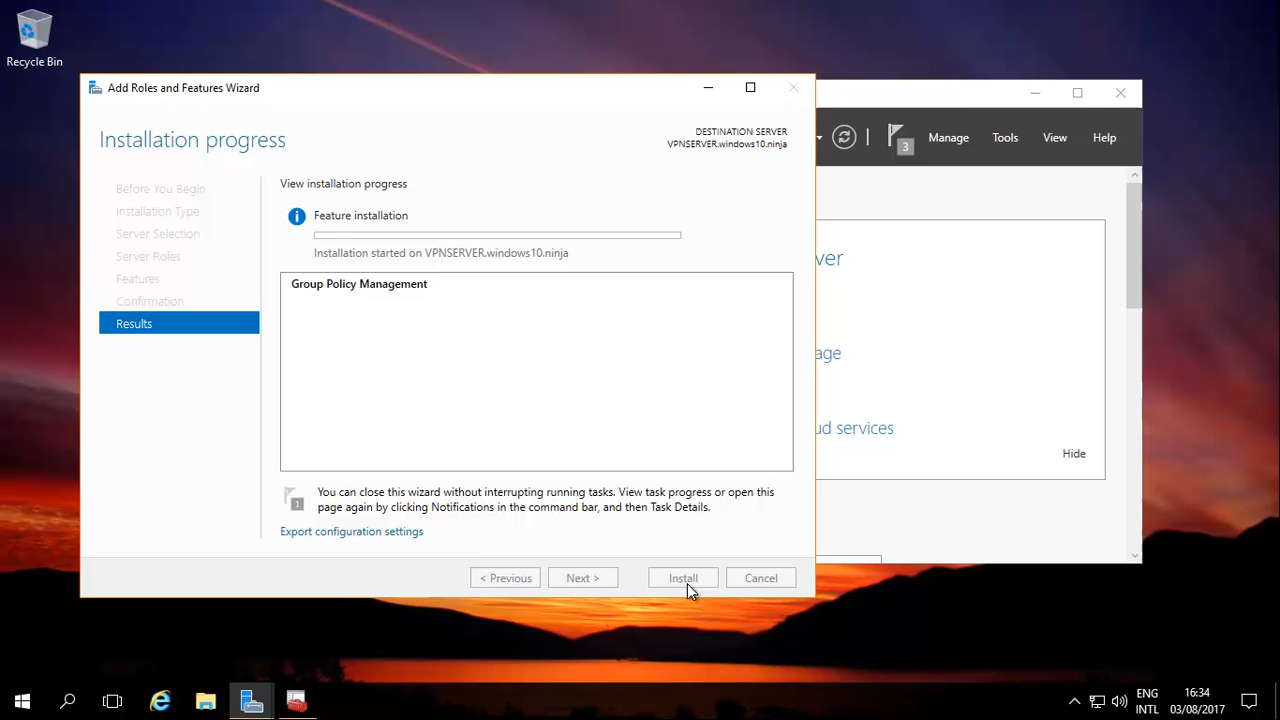 Recycle Bin
Add Roles and Features Wizard
Installation progress
DESTINATION SERVER
VPNSERVER.windows10.ninja
Before You Begin
Installation Type
Server Selection
Server Roles
Features
Confirmation
Results
View installation progress
Feature installation
Installation started on VPNSERVER.windows10.ninja
Group Policy Management
1
You can close this wizard without interrupting running tasks. View task progress or open this
page again by clicking Notifications in the command bar, and then Task Details.
Export configuration settings
< Previous
Next >
Install
Cancel
3
Manage
Tools
View
Help
ver
age
ud services
Hide
ENG
INTL
16:34
03/08/2017